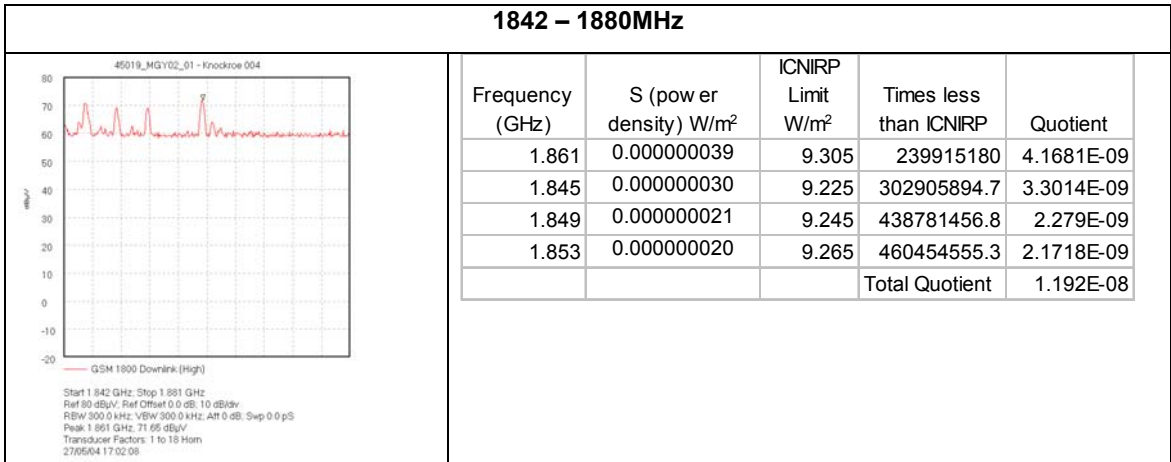 1842 – 1880MHz
45019_MGY02_01 - Knockroe 004
80
70
60
50
40
30
20
10
0
-10
-20
dBµV
GSM 1800 Downlink (High)
Start 1.842 GHz; Stop 1.881 GHz
Ref 80 dBµV; Ref Offset 0.0 dB; 10 dB/div
RBW 300.0 kHz; VBW 300.0 kHz; Att 0 dB; Swp 0.0 pS
Peak 1.861 GHz, 71.65 dBµV
Transducer Factors: 1 to 18 Horn
27/05/04 17:02:08
Frequency (GHz) S (pow er density) W/m² ICNIRP Limit W/m² Times less than ICNIRP Quotient
1.861 0.000000039 9.305 239915180 4.1681E-09
1.845 0.000000030 9.225 302905894.7 3.3014E-09
1.849 0.000000021 9.245 438781456.8 2.279E-09
1.853 0.000000020 9.265 460454555.3 2.1718E-09
Total Quotient 1.192E-08